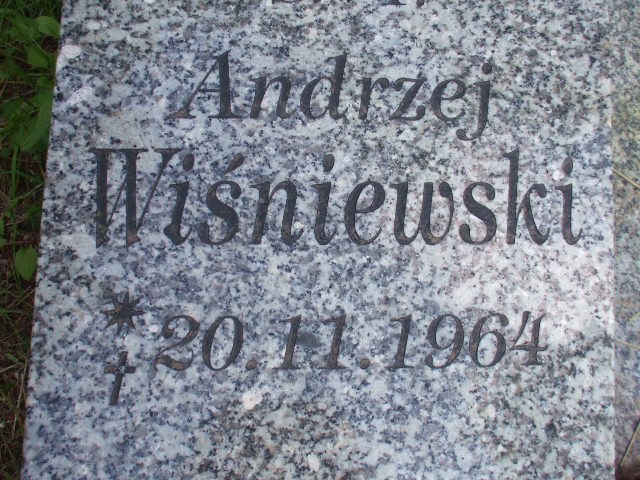 Andrzej
Wiśniewski
* † 20.11.1964